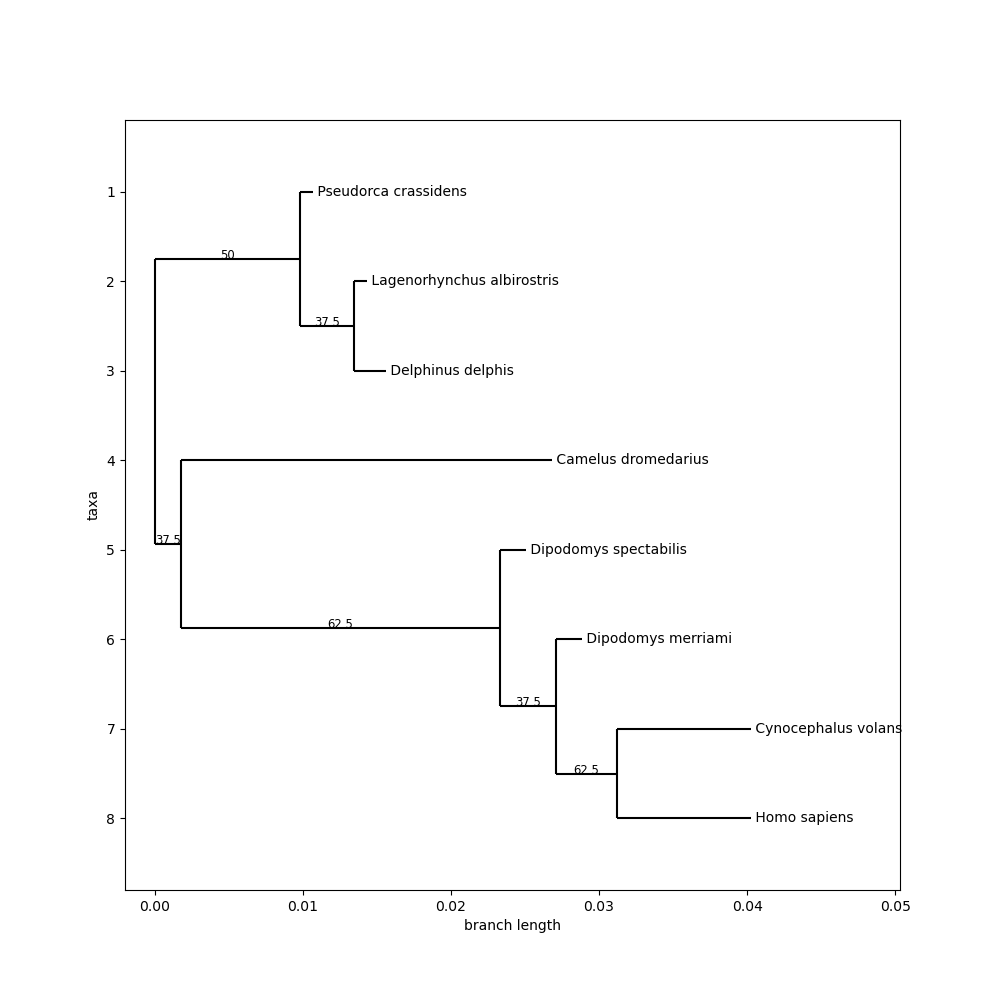 1
Pseudorca crassidens
50
2
Lagenorhynchus albirostris
37.5
3
Delphinus delphis
4
Camelus dromedarius
taxa
37.5
5
Dipodomys spectabilis
62.5
6
Dipodomys merriami
37.5
7
Cynocephalus volans
62.5
8
Homo sapiens
0.00 0.01 0.02 0.03 0.04 0.05
branch length